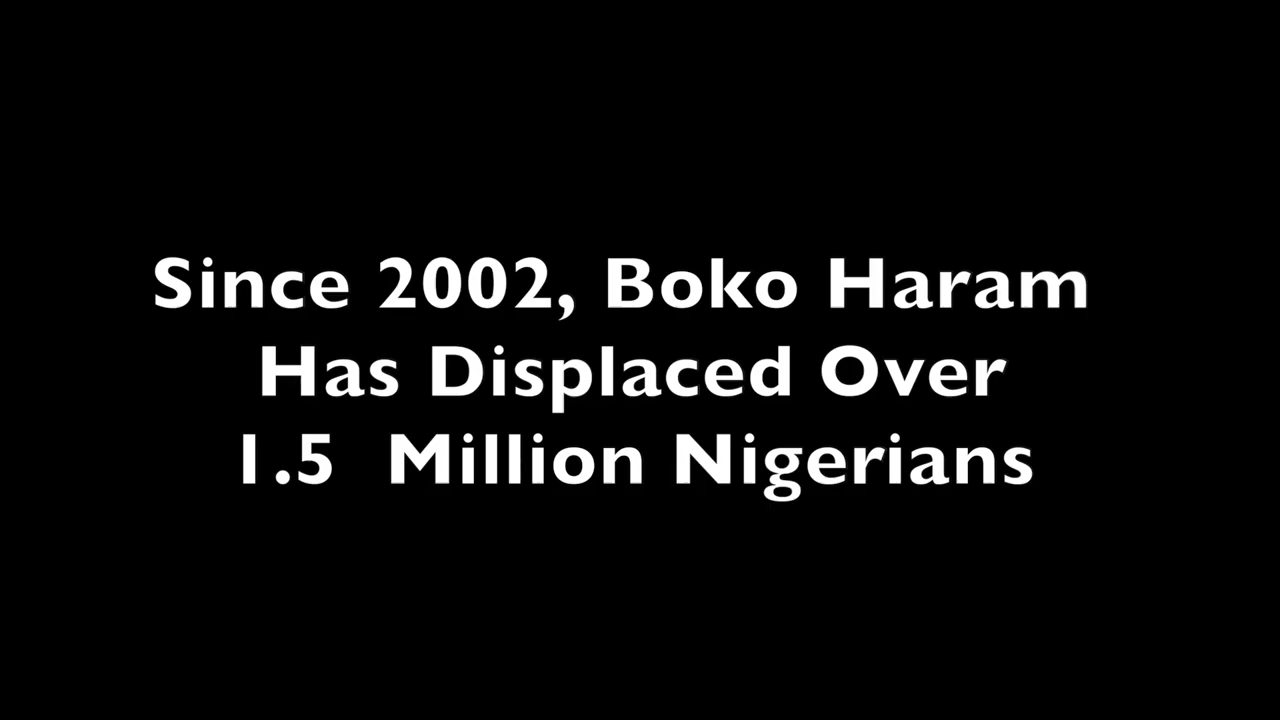 Since 2002, Boko Haram
Has Displaced Over
1.5  Million Nigerians